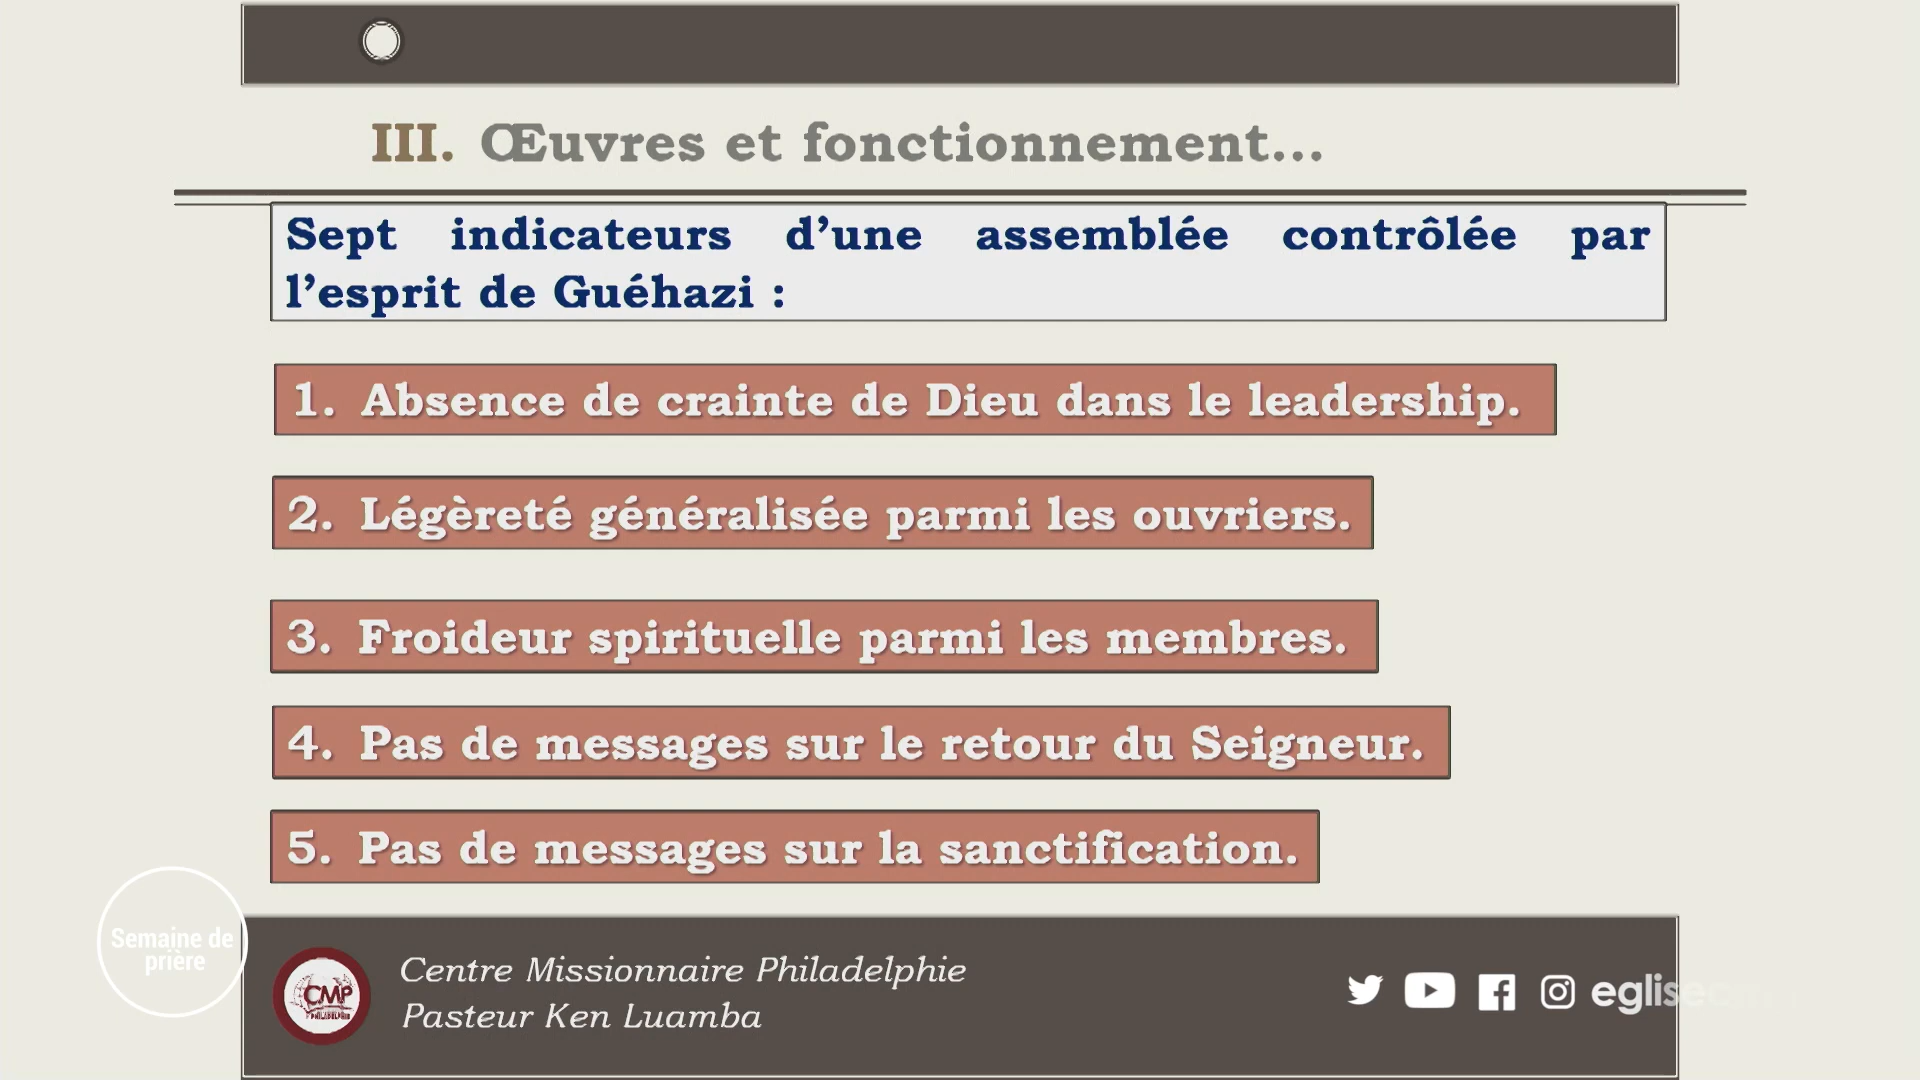 III. Œuvres et fonctionnement...
Sept indicateurs d’une assemblée contrôlée par
l’esprit de Guéhazi :
1. Absence de crainte de Dieu dans le leadership.
2. Légèreté généralisée parmi les ouvriers.
3. Froideur spirituelle parmi les membres.
4. Pas de messages sur le retour du Seigneur.
5. Pas de messages sur la sanctification.
Semaine de
prière
CMP
PHILADELPHIE
Centre Missionnaire Philadelphie
Pasteur Ken Luamba